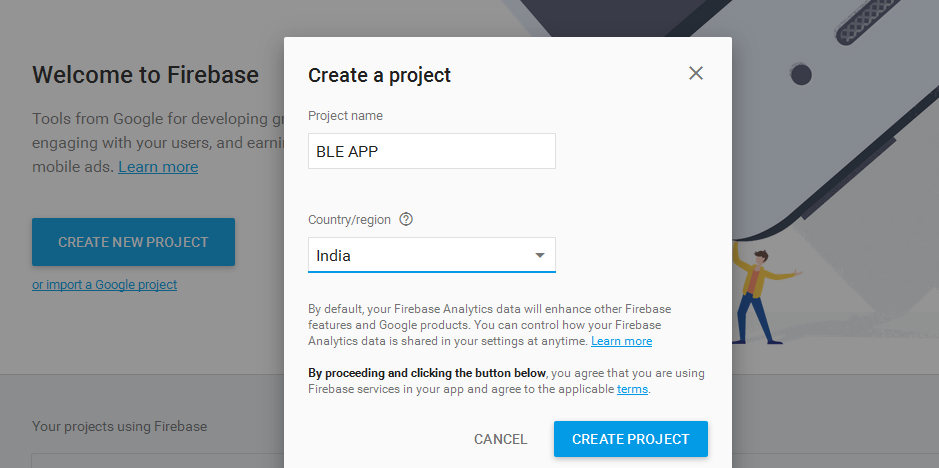 Welcome to Firebase
Tools from Google for developing gr
engaging with your users, and earni
mobile ads. Learn more
CREATE NEW PROJECT
or import a Google project
Your projects using Firebase
Create a project
Project name
BLE APP
Country/region
India
By default, your Firebase Analytics data will enhance other Firebase
features and Google products. You can control how your Firebase
Analytics data is shared in your settings at anytime. Learn more
By proceeding and clicking the button below, you agree that you are using
Firebase services in your app and agree to the applicable terms.
CANCEL
CREATE PROJECT